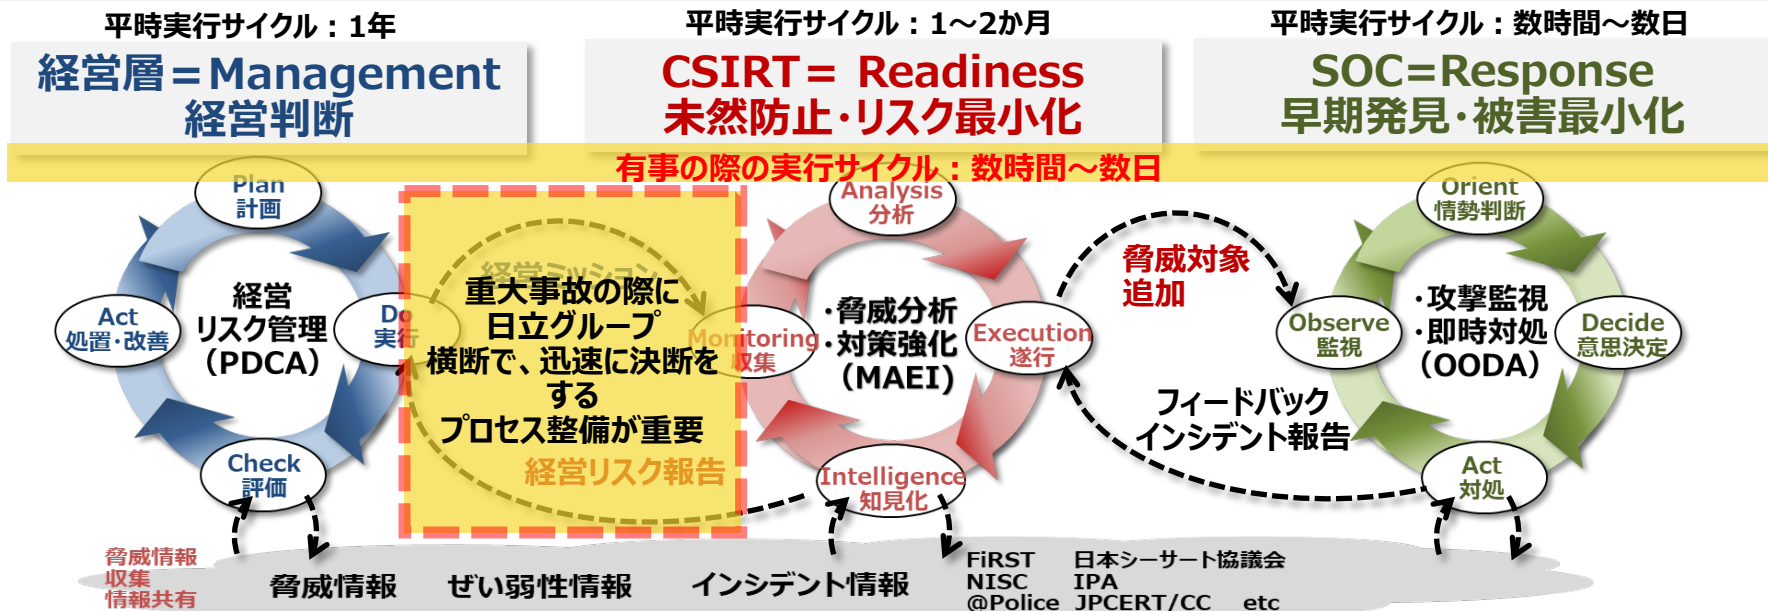 平時実行サイクル：1年
経営層＝Management
経営判断
平時実行サイクル：1～2か月
CSIRT＝ Readiness
未然防止・リスク最小化
平時実行サイクル：数時間～数日
SOC=Response
早期発見・被害最小化
有事の際の実行サイクル：数時間～数日
Plan
計画
Do
実行
Check
評価
Act
処置・改善
経営
リスク管理
（PDCA）
経営ミッション
重大事故の際に
日立グループ
横断で、迅速に決断を
する
プロセス整備が重要
経営リスク報告
Analysis
分析
Monitoring
収集
Execution
遂行
Intelligence
知見化
・脅威分析
・対策強化
（MAEI)
脅威対象
追加
フィードバック
インシデント報告
Orient
情勢判断
Observe
監視
Decide
意思決定
Act
対処
・攻撃監視
・即時対処
（OODA）
脅威情報
収集
情報共有
脅威情報
ぜい弱性情報
インシデント情報
FiRST 日本シーサート協議会
NISC IPA
@Police JPCERT/CC etc